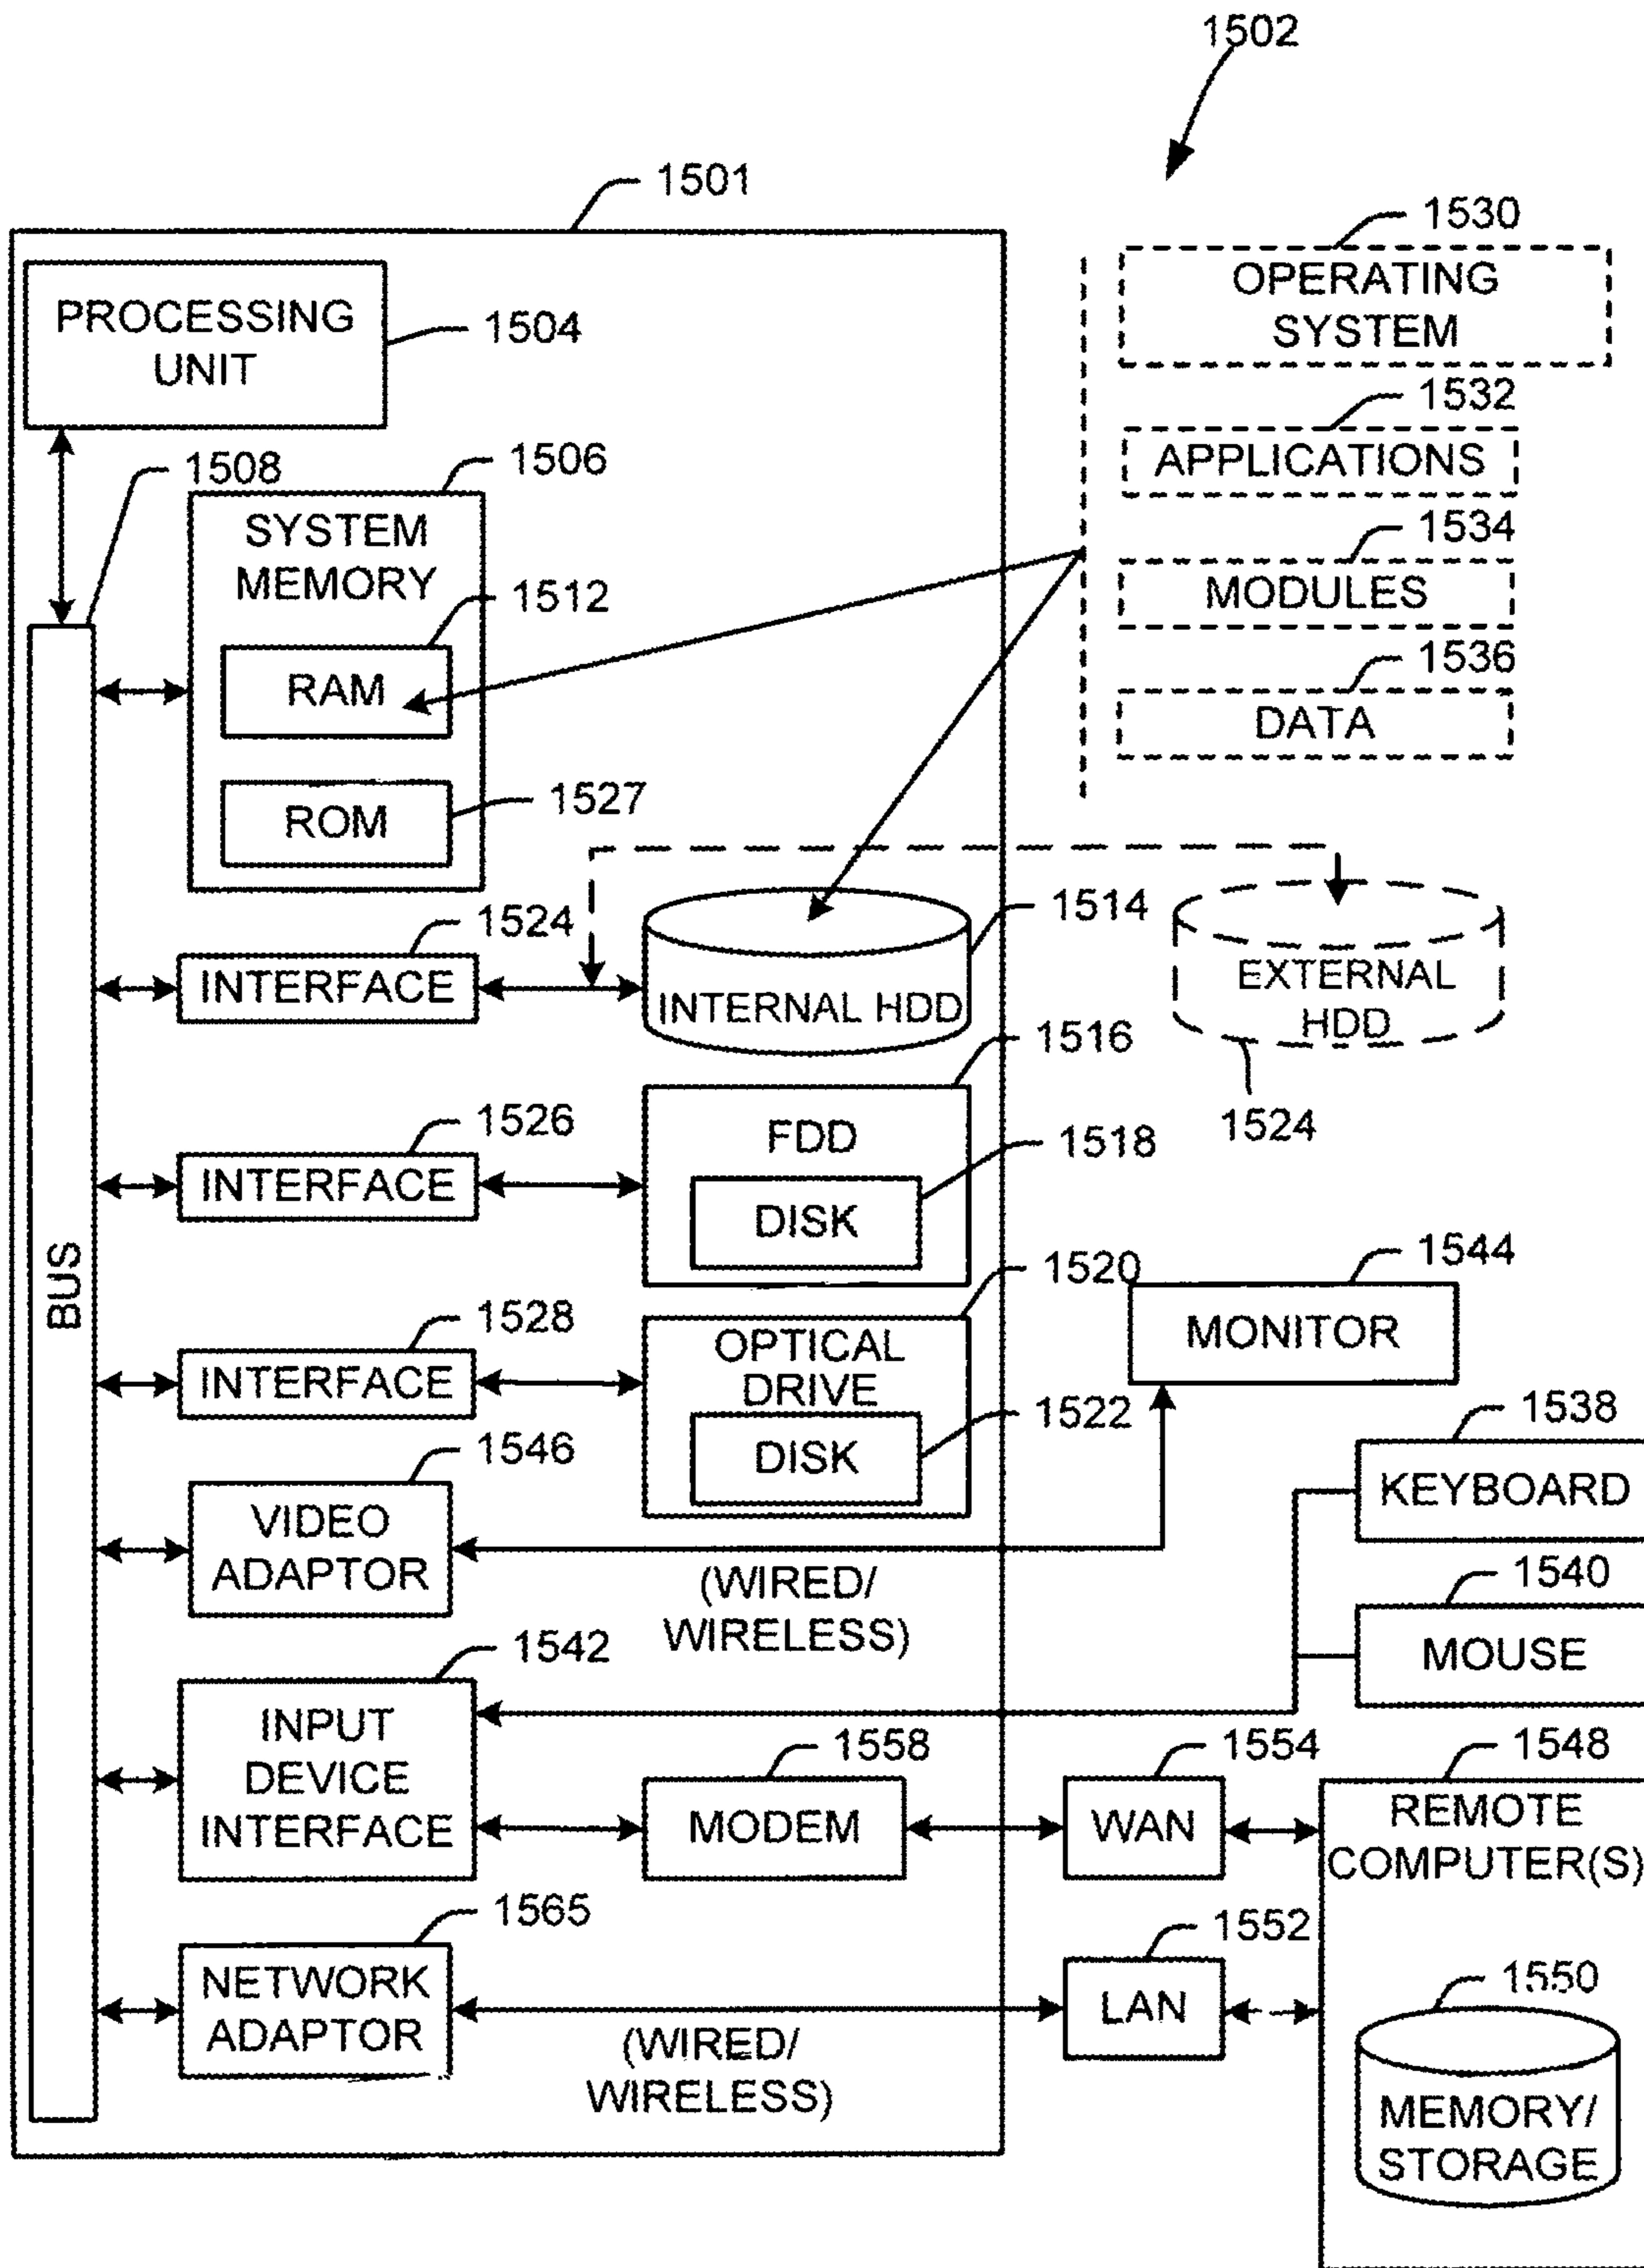 1502
1501
1530
OPERATING
SYSTEM
PROCESSING
UNIT
1504
1532
APPLICATIONS
1508
1506
SYSTEM
MEMORY
1534
MODULES
1512
RAM
1536
DATA
1527
ROM
1524
INTERFACE
1514
INTERNAL HDD
EXTERNAL
HDD
1524
1516
FDD
1526
INTERFACE
1518
DISK
BUS
1544
MONITOR
1520
OPTICAL
DRIVE
1528
INTERFACE
1522
DISK
1538
KEYBOARD
1546
VIDEO
ADAPTOR
(WIRED/
WIRELESS)
1540
MOUSE
1542
INPUT
DEVICE
INTERFACE
1558
MODEM
1554
WAN
1548
REMOTE
COMPUTER(S)
1565
NETWORK
ADAPTOR
(WIRED/
WIRELESS)
1552
LAN
1550
MEMORY/
STORAGE